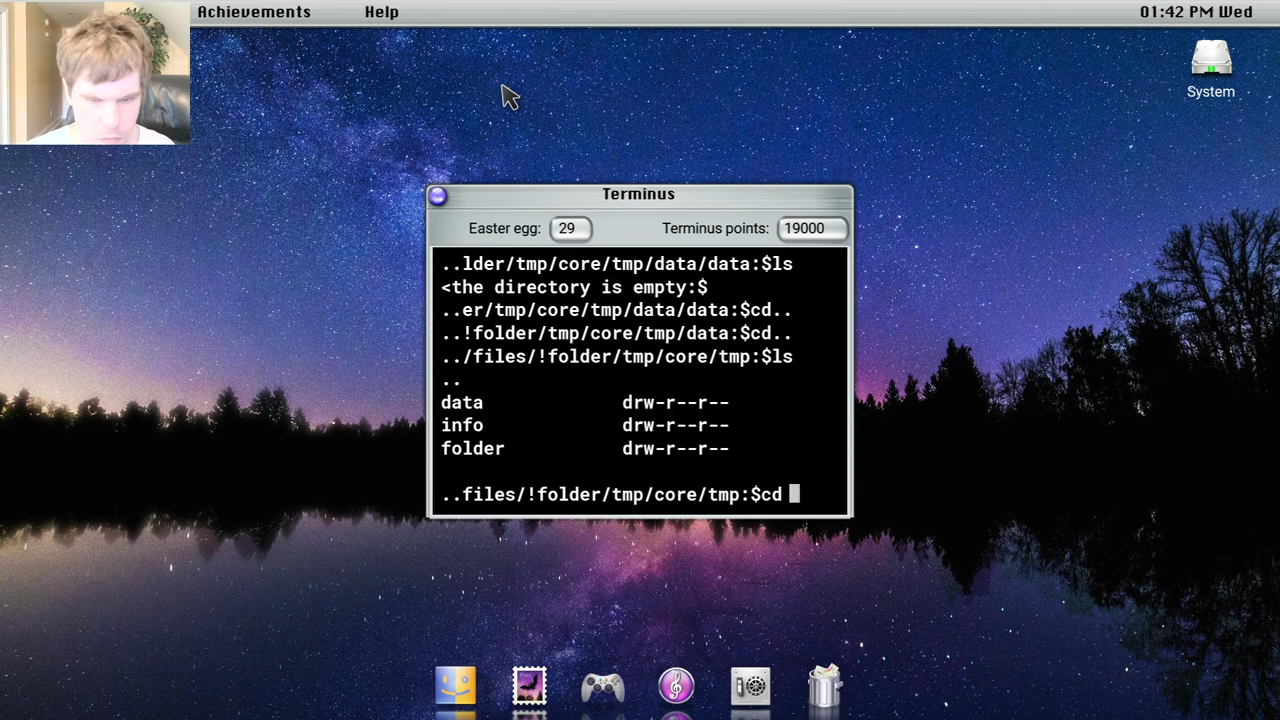 Achievements Help 01:42 PM Wed
System
Terminus
Easter egg: 29 Terminus points: 19000
..lder/tmp/core/tmp/data/data:$ls
<the directory is empty:$
..er/tmp/core/tmp/data/data:$cd..
..!folder/tmp/core/tmp/data:$cd..
../files/!folder/tmp/core/tmp:$ls
..
data drw-r--r--
info drw-r--r--
folder drw-r--r--
..files/!folder/tmp/core/tmp:$cd